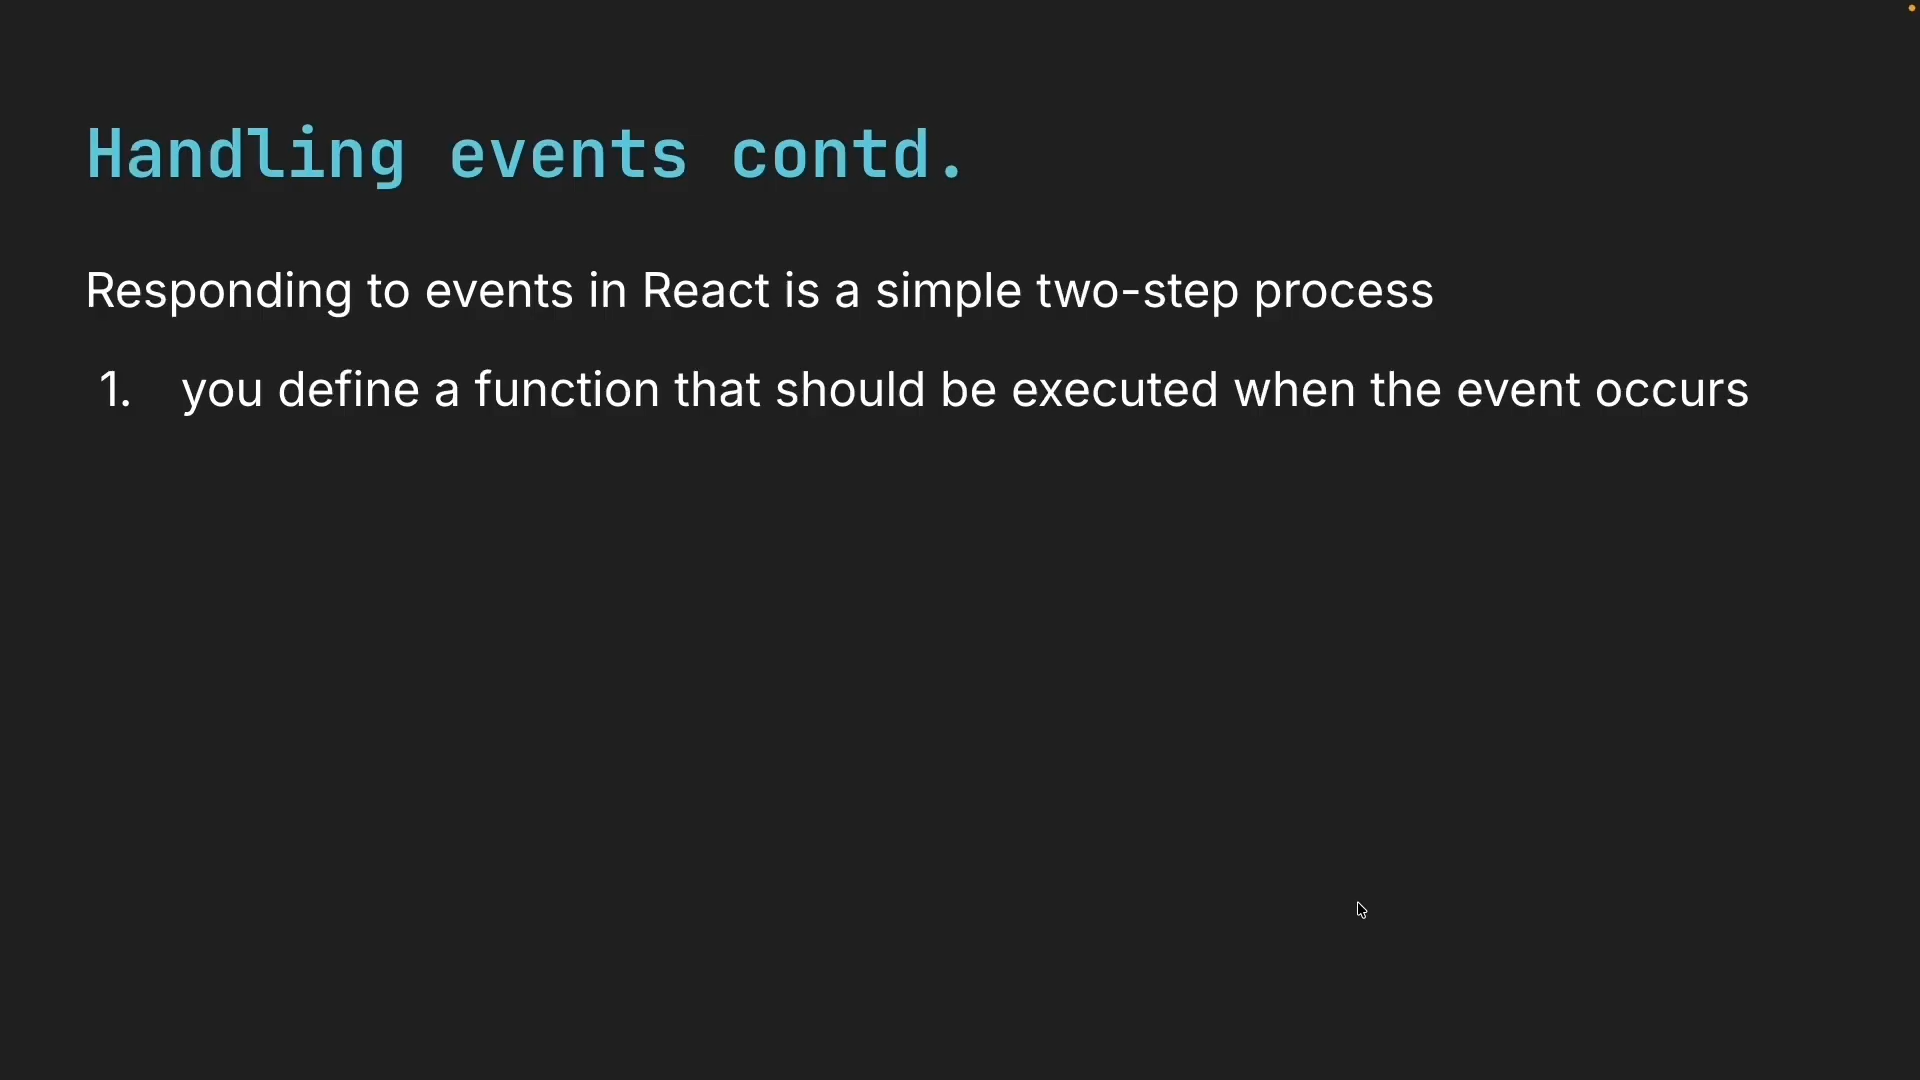 Handling events contd.
Responding to events in React is a simple two-step process
1. you define a function that should be executed when the event occurs